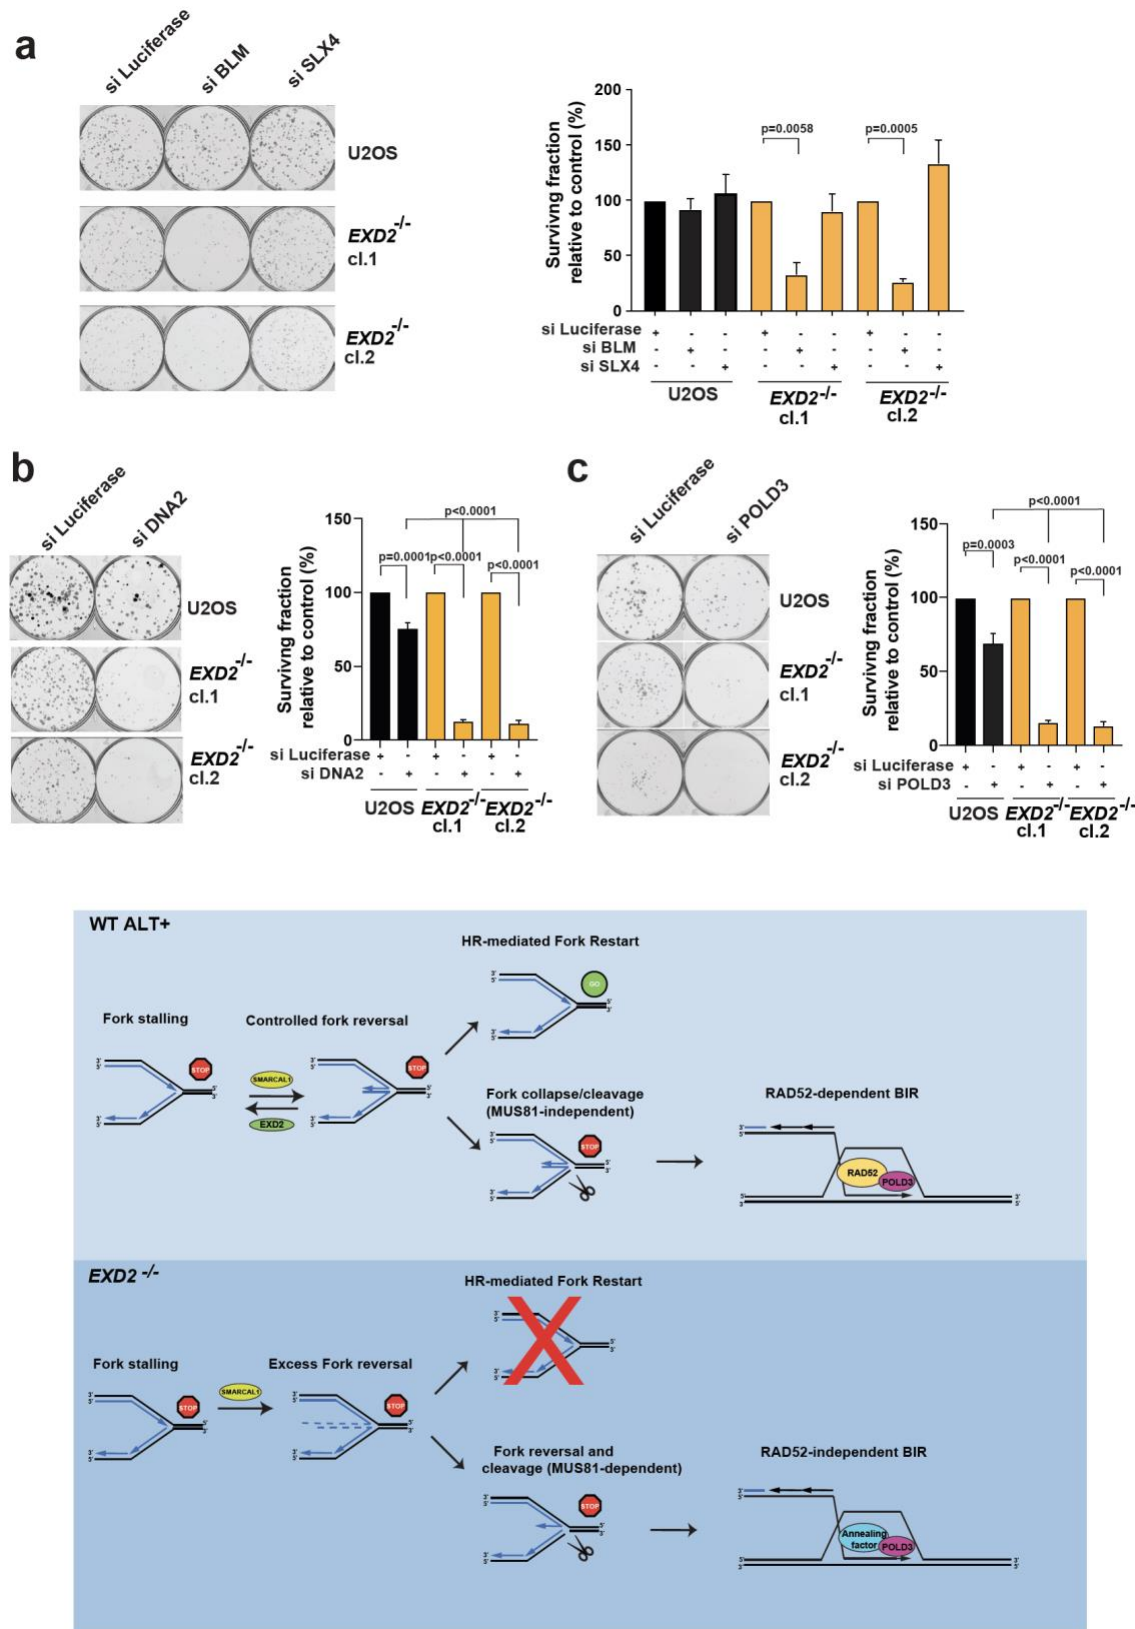 a
si Luciferase
si BLM
si SLX4
U2OS
EXD2-/-
cl.1
EXD2-/-
cl.2
Survivng fraction
relative to control (%)
200
150
100
50
0
p=0.0058
p=0.0005
si Luciferase + - - + - - + - -
si BLM - + - - + - - + -
si SLX4 - - + - - + - - +
U2OS
EXD2-/-
cl.1
EXD2-/-
cl.2
b
si Luciferase
si DNA2
U2OS
EXD2-/-
cl.1
EXD2-/-
cl.2
Survivng fraction
relative to control (%)
150
100
50
0
p<0.0001
p=0.0001
p<0.0001
p<0.0001
si Luciferase + - + - + -
si DNA2 - + - + - +
U2OS
EXD2-/-
cl.1
EXD2-/-
cl.2
c
si Luciferase
si POLD3
U2OS
EXD2-/-
cl.1
EXD2-/-
cl.2
Survivng fraction
relative to control (%)
150
100
50
0
p<0.0001
p=0.0003
p<0.0001
p<0.0001
si Luciferase + - + - + -
si POLD3 - + - + - +
U2OS
EXD2-/-
cl.1
EXD2-/-
cl.2
WT ALT+
HR-mediated Fork Restart
GO
Fork stalling
Controlled fork reversal
STOP
SMARCAL1
EXD2
STOP
Fork collapse/cleavage
(MUS81-independent)
STOP
RAD52-dependent BIR
RAD52
POLD3
EXD2 -/-
HR-mediated Fork Restart
Fork stalling
Excess Fork reversal
STOP
SMARCAL1
STOP
Fork reversal and
cleavage (MUS81-dependent)
STOP
RAD52-independent BIR
Annealing
factor
POLD3